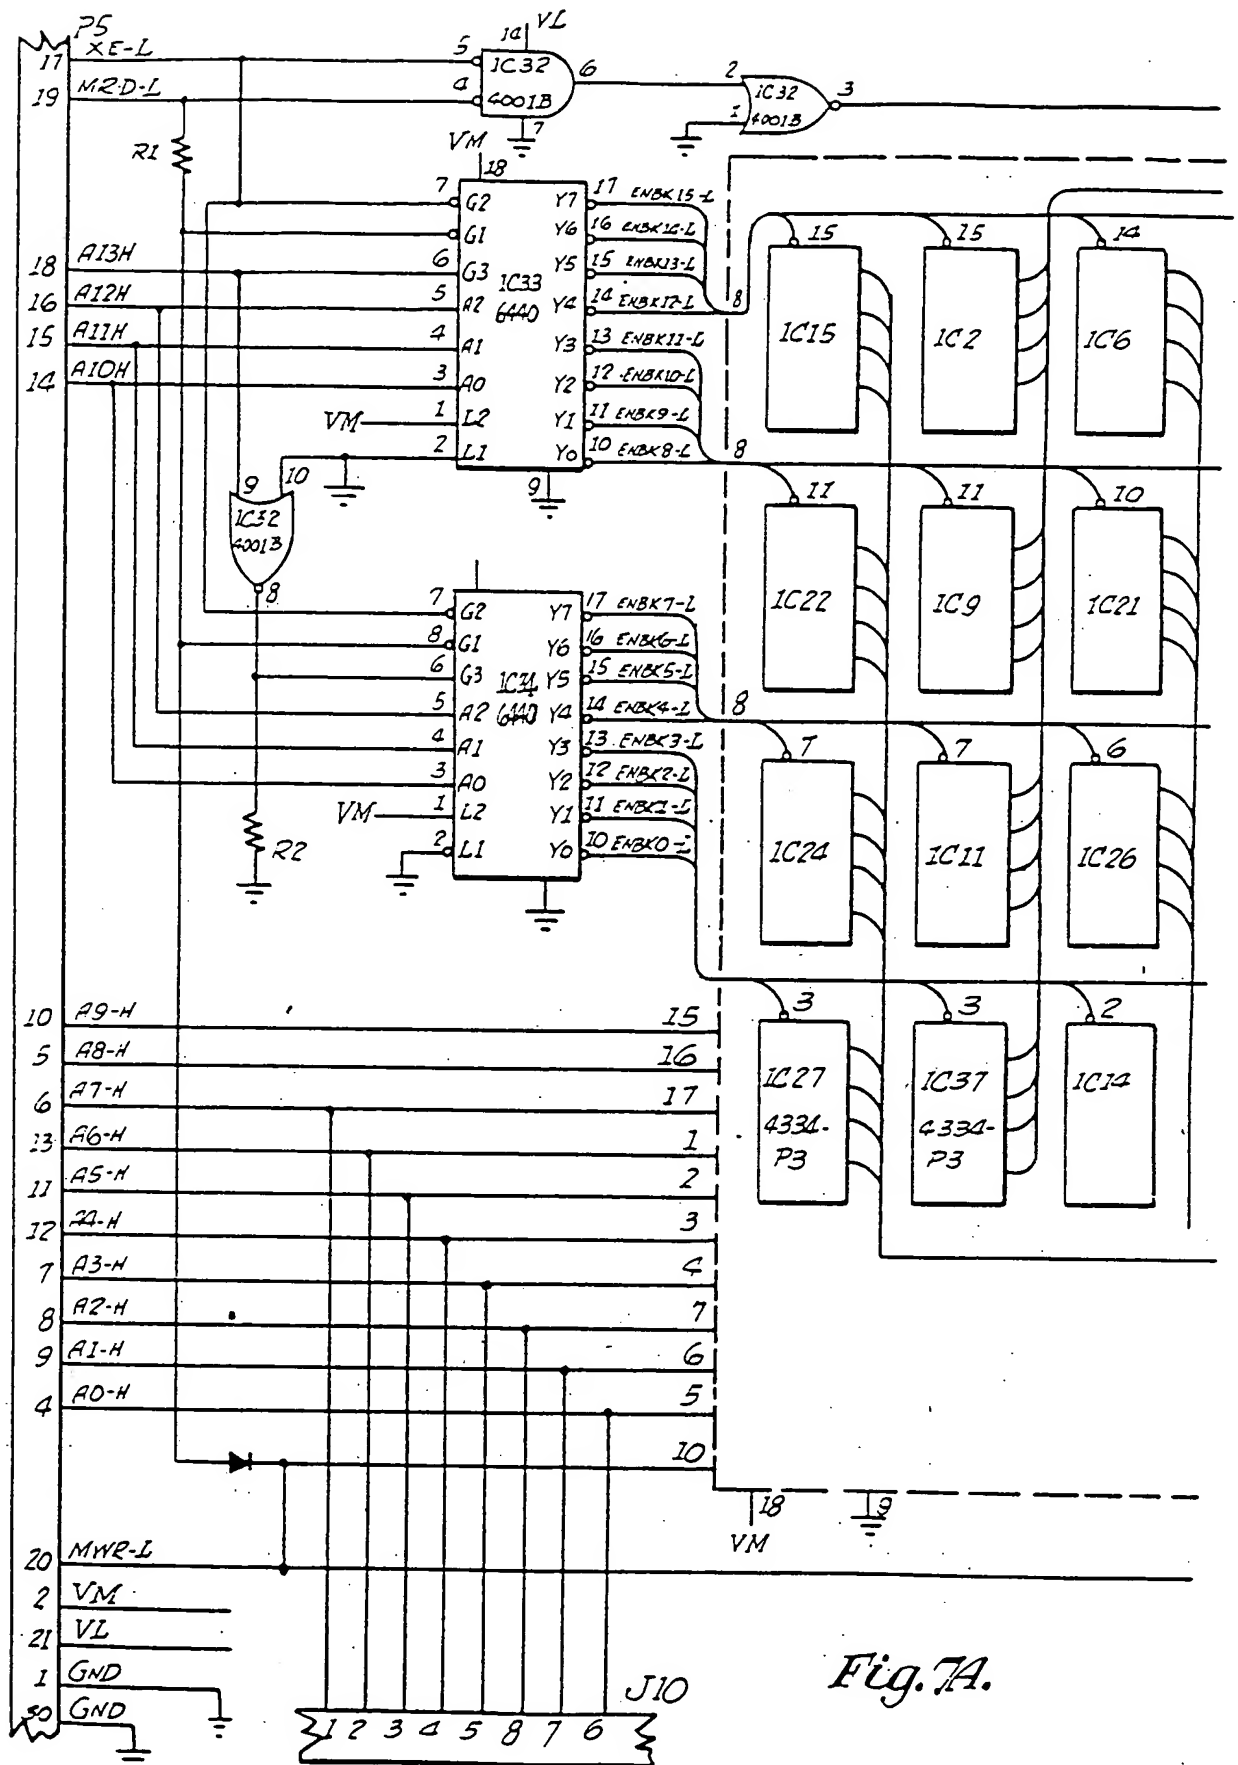 P5
17 XE-L 5 14 VL
IC32 6 2 IC32 3
19 MRD-L 4 4001B 1 4001B
7
R1 VM 18
7 G2 Y7 17 ENBK15-L
G1 Y6 16 ENBK14-L
18 A13H 6 G3 Y5 15 ENBK13-L
IC33
16 A12H 5 A2 6440 Y4 14 ENBK12-L 8
15 A11H 4 A1 Y3 13 ENBK11-L
14 A10H 3 A0 Y2 12 ENBK10-L
VM 1 L2 Y1 11 ENBK9-L
2 L1 Y0 10 ENBK8-L 8
9
15 15 14
IC15 IC2 IC6
9 10
IC32
4001B
8
11 11 10
IC22 IC9 IC21
7 G2 Y7 17 ENBK7-L
8 G1 Y6 16 ENBK6-L
6 G3 Y5 15 ENBK5-L
IC34
5 A2 6440 Y4 14 ENBK4-L 8
4 A1 Y3 13 ENBK3-L
3 A0 Y2 12 ENBK2-L
VM 1 L2 Y1 11 ENBK1-L
2 L1 Y0 10 ENBK0-L
R2
7 7 6
IC24 IC11 IC26
3 3 2
IC27 IC37 IC14
4334- 4334-
P3 P3
10 A9-H 15
5 A8-H 16
6 A7-H 17
13 A6-H 1
11 A5-H 2
12 A4-H 3
7 A3-H 4
8 A2-H 7
9 A1-H 6
4 A0-H 5
10
18 9
VM
20 MWR-L
2 VM
21 VL
1 GND
30 GND
J10
1 2 3 4 5 8 7 6
Fig. 7A.